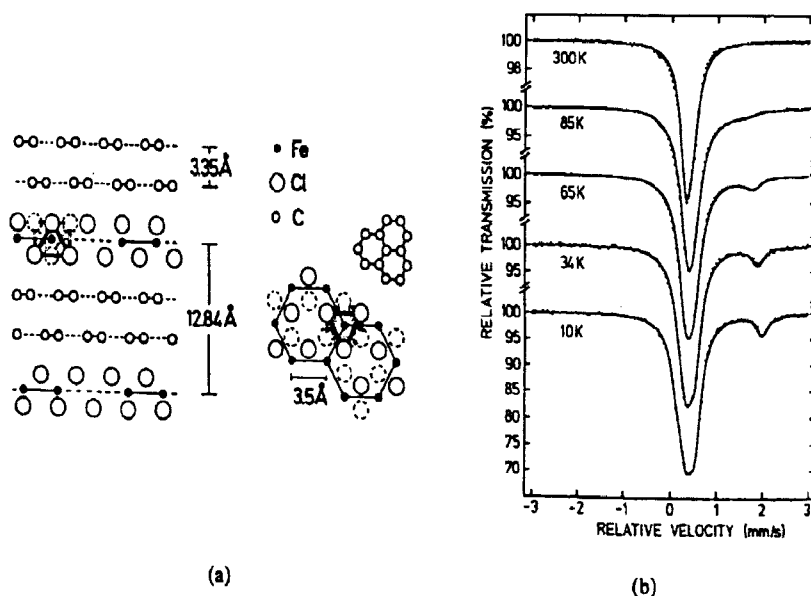 3.35Å
Fe
Cl
C
12.84Å
3.5Å
(a)
RELATIVE TRANSMISSION (%)
100
98
300K
100
95
85K
100
95
65K
100
95
34K
100
95
90
85
80
75
70
10K
-3
-2
-1
0
1
2
3
RELATIVE VELOCITY (mm/s)
(b)